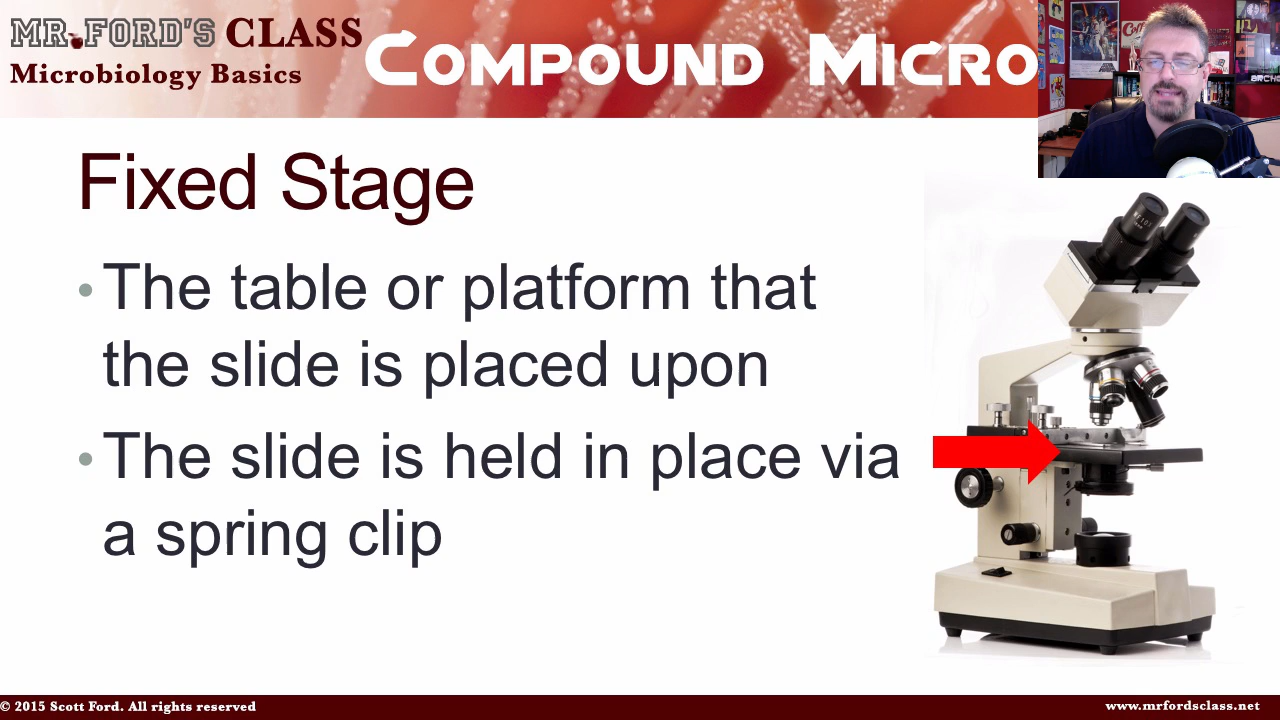 MR. FORD'S CLASS
Microbiology Basics
COMPOUND MICRO
Fixed Stage
• The table or platform that
the slide is placed upon
• The slide is held in place via
a spring clip
© 2015 Scott Ford. All rights reserved
www.mrfordsclass.net